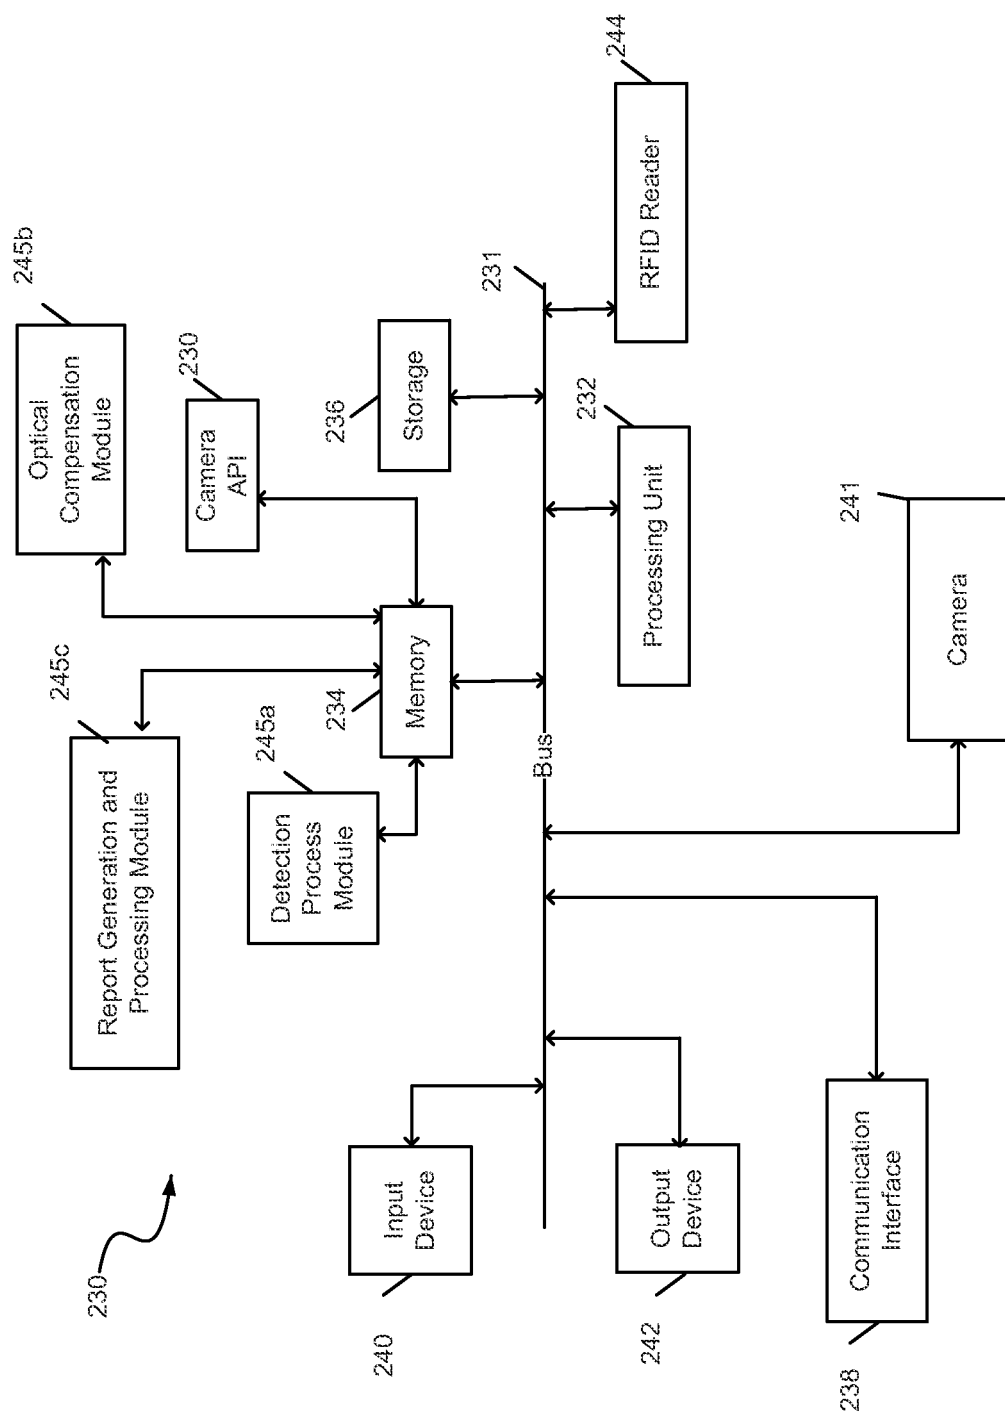 230
Report Generation and
Processing Module
245c
Optical
Compensation
Module
245b
Camera
API
230
Detection
Process
Module
245a
Memory
234
Storage
236
Input
Device
240
Bus
231
Output
Device
242
Processing Unit
232
RFID Reader
244
Communication
Interface
238
Camera
241